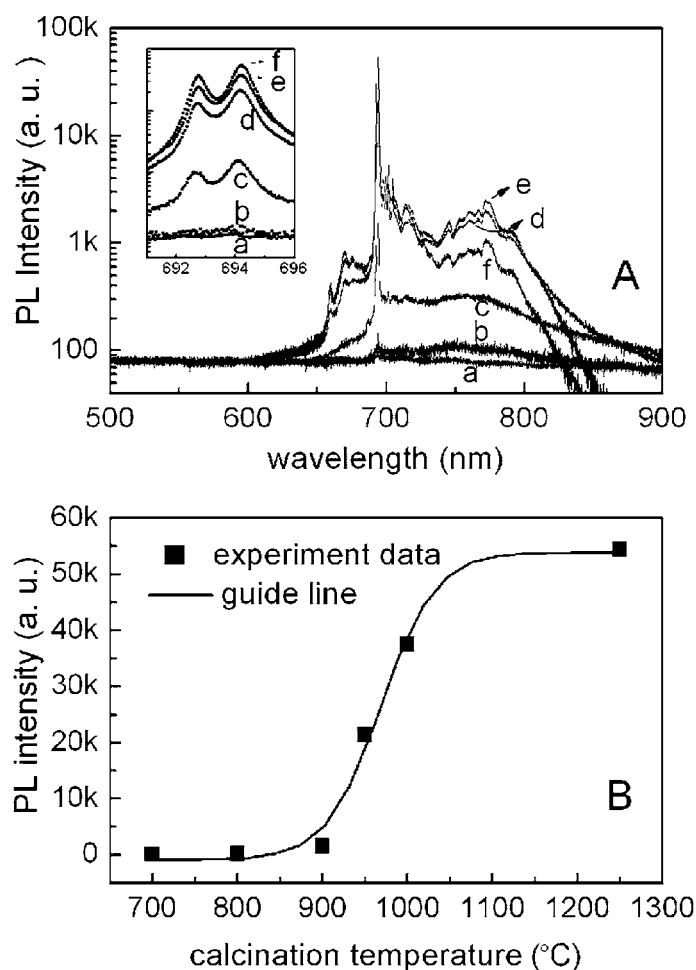 100k
10k
1k
100
PL Intensity (a. u.)
f
e
d
c
b
a
692 694 696
e
d
f
c
b
a
A
500 600 700 800 900
wavelength (nm)
60k
50k
40k
30k
20k
10k
0
PL intensity (a. u.)
experiment data
guide line
B
700 800 900 1000 1100 1200 1300
calcination temperature (°C)